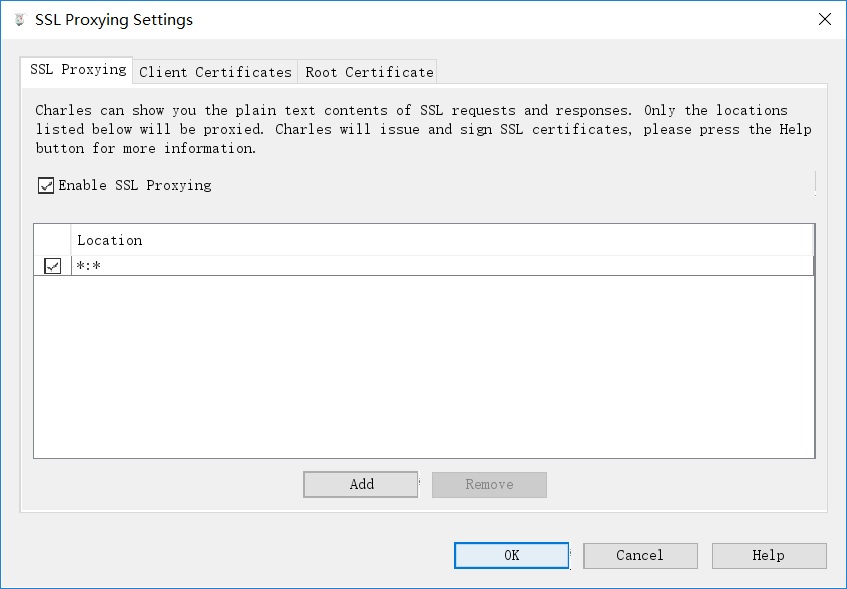 SSL Proxying Settings
SSL Proxying Client Certificates Root Certificate
Charles can show you the plain text contents of SSL requests and responses. Only the locations
listed below will be proxied. Charles will issue and sign SSL certificates, please press the Help
button for more information.
Enable SSL Proxying
Location
*:*
Add Remove
OK Cancel Help